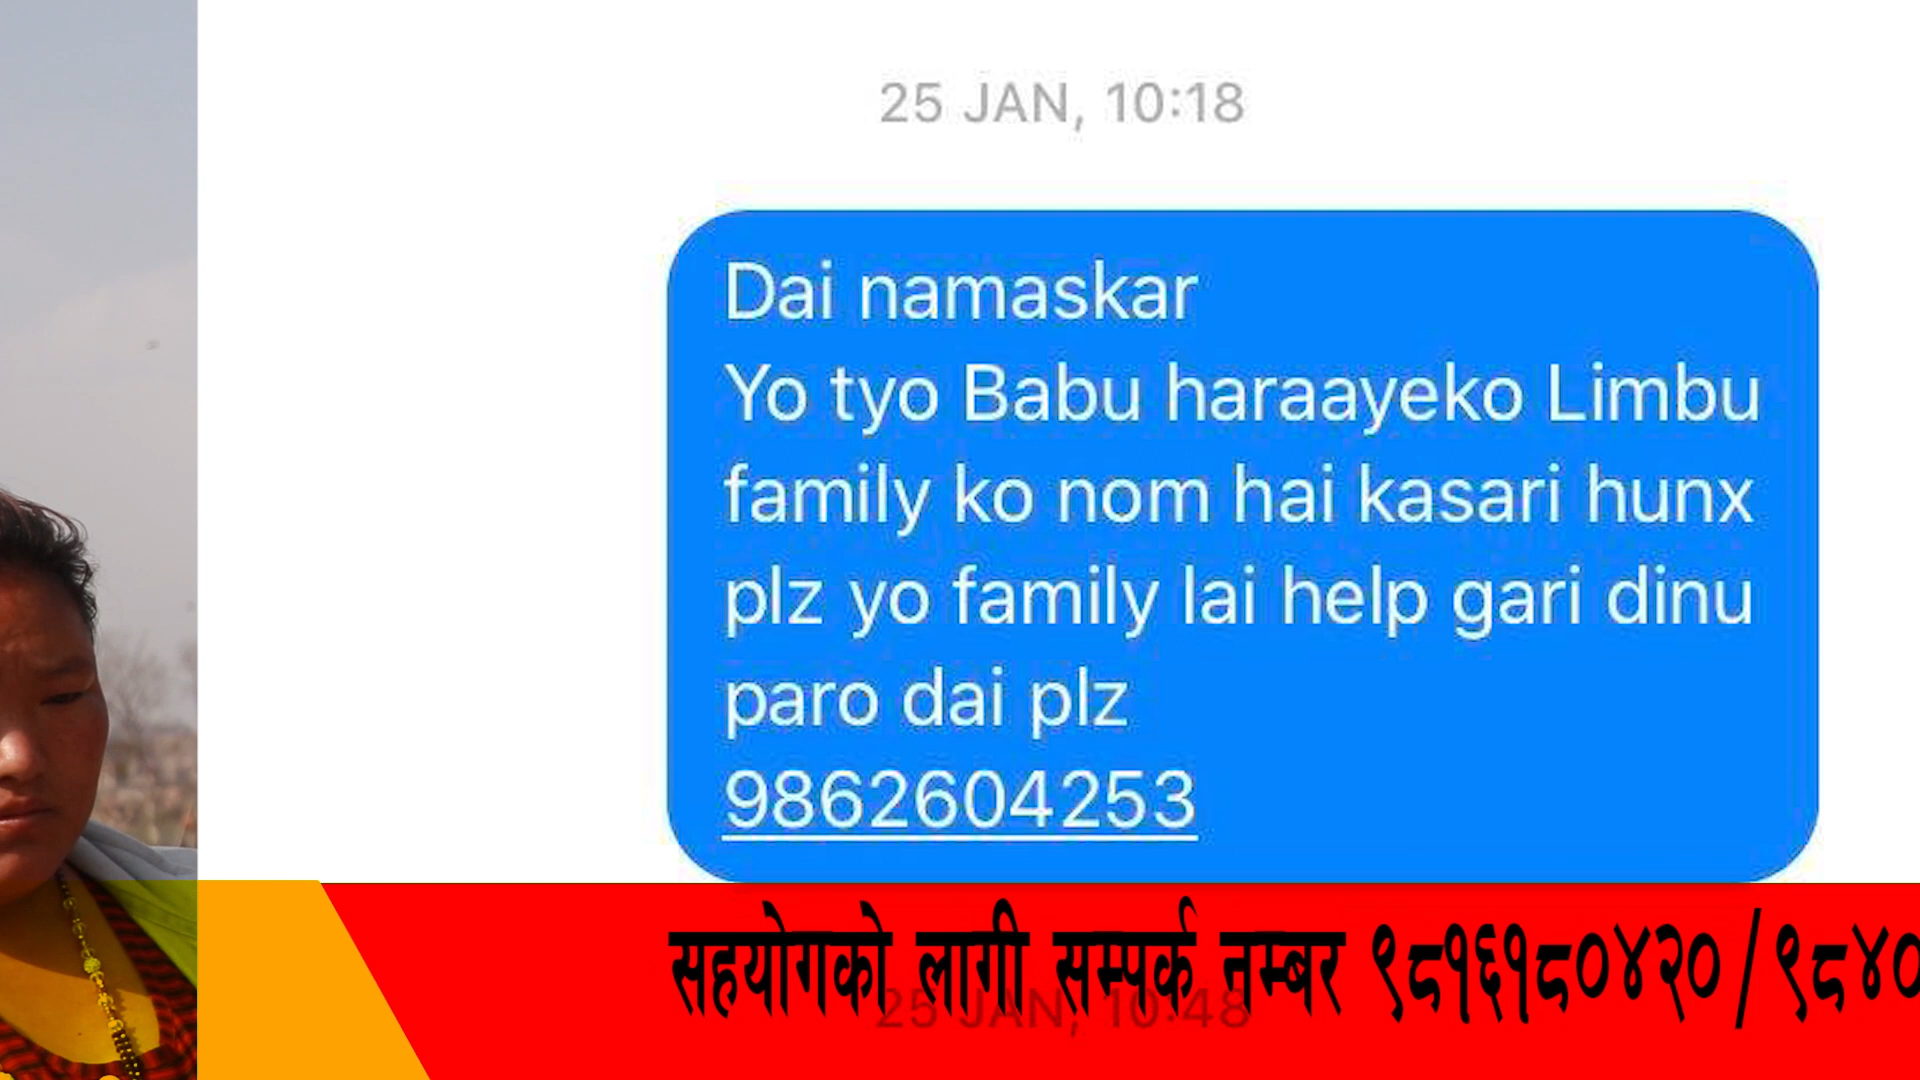 25 JAN, 10:18
Dai namaskar
Yo tyo Babu haraayeko Limbu
family ko nom hai kasari hunx
plz yo family lai help gari dinu
paro dai plz
9862604253
सहयोगको लागी सम्पर्क नम्बर ९८१६१८०४२० / ९८४०
25 JAN, 10:48